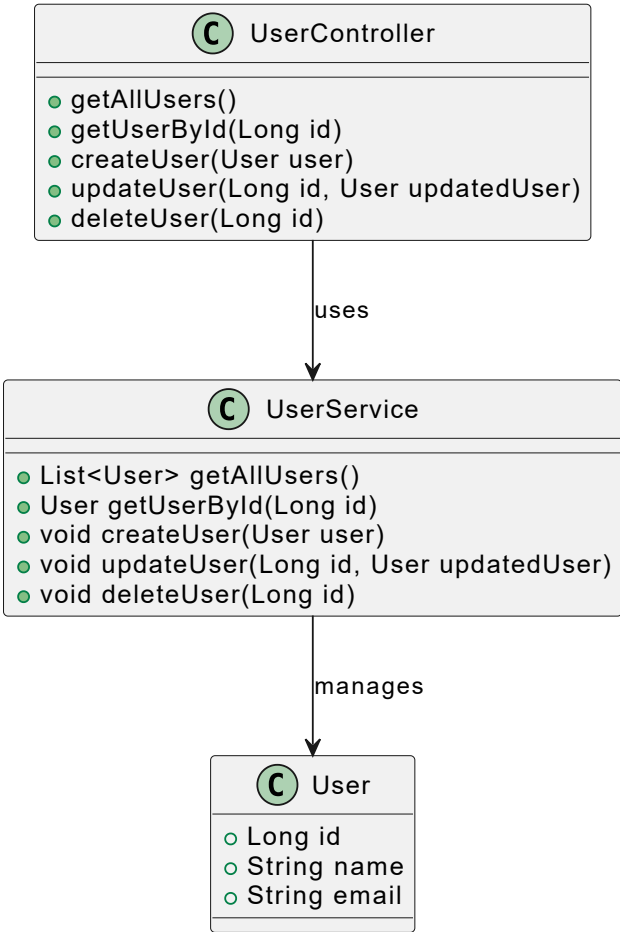 C UserController
getAllUsers()
getUserById(Long id)
createUser(User user)
updateUser(Long id, User updatedUser)
deleteUser(Long id)
uses
C UserService
List<User> getAllUsers()
User getUserById(Long id)
void createUser(User user)
void updateUser(Long id, User updatedUser)
void deleteUser(Long id)
manages
C User
Long id
String name
String email